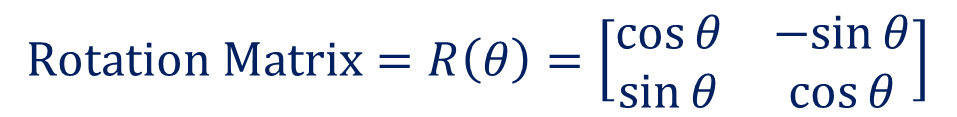 Rotation Matrix = R(θ) = [cos θ −sin θ
sin θ cos θ]